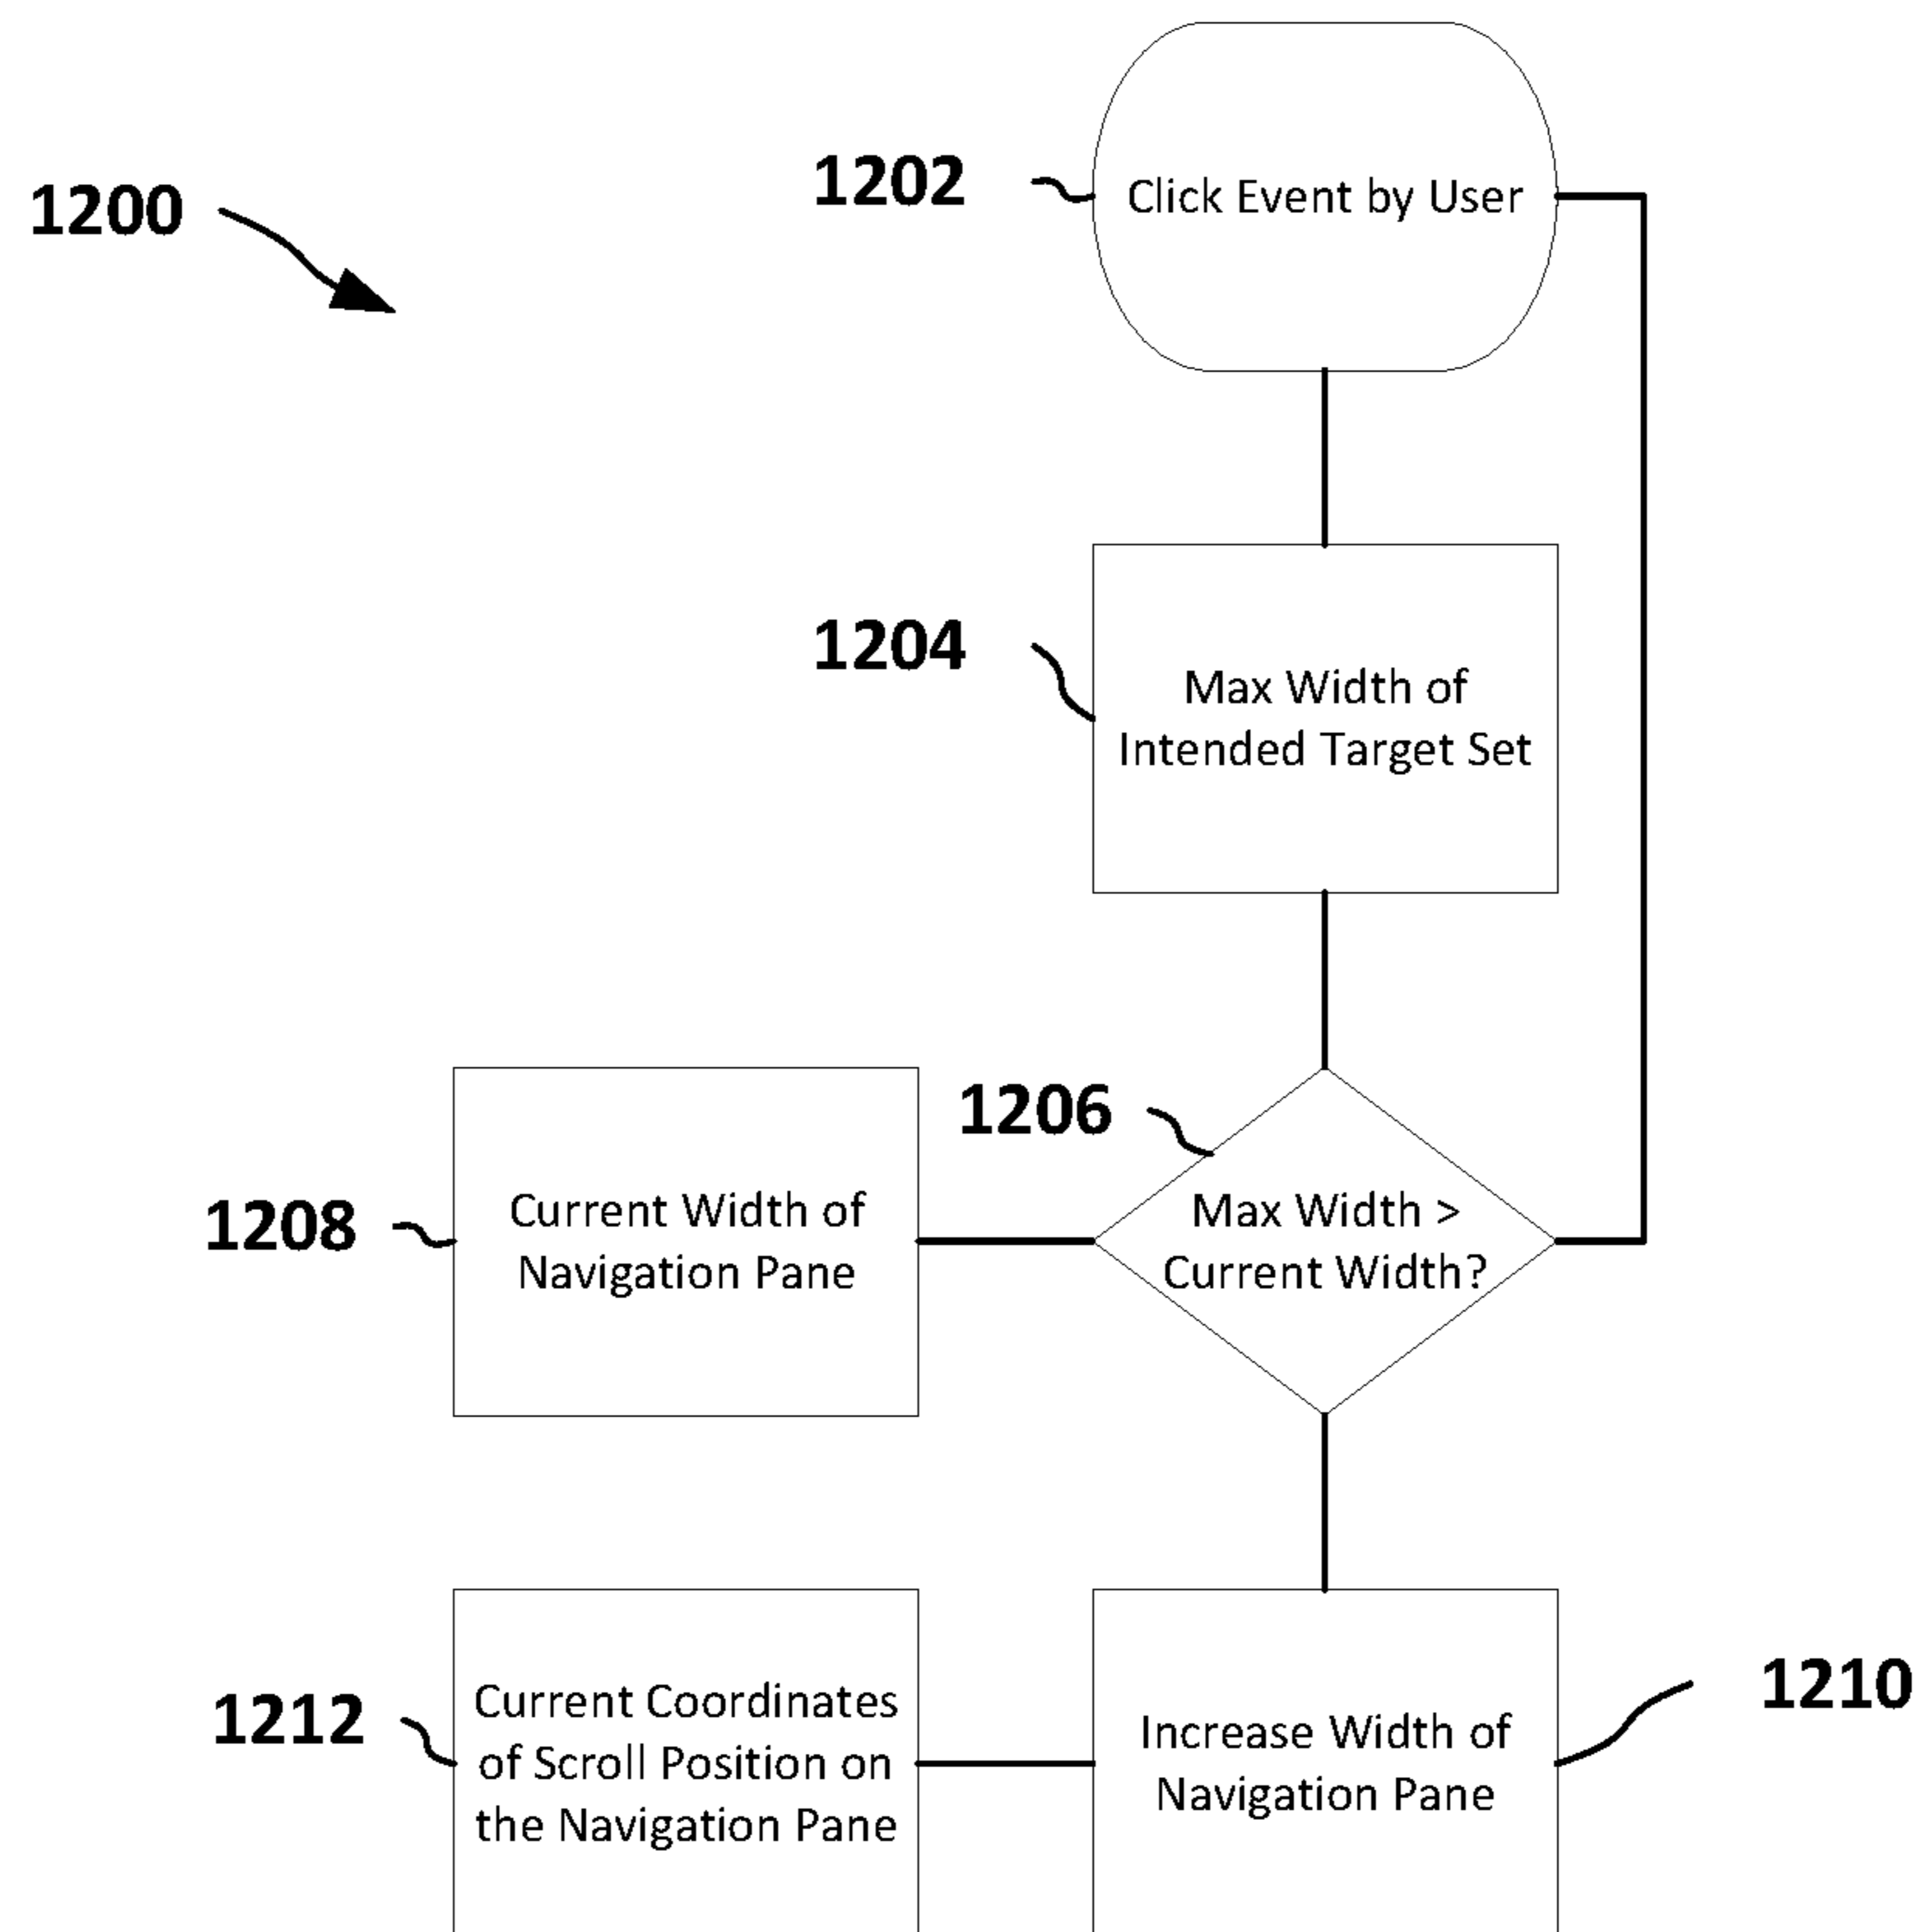 1200
1202
Click Event by User
1204
Max Width of
Intended Target Set
1206
Max Width >
Current Width?
1208
Current Width of
Navigation Pane
1210
Increase Width of
Navigation Pane
1212
Current Coordinates
of Scroll Position on
the Navigation Pane